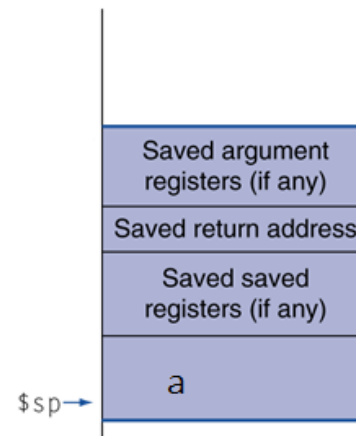 Saved argument
registers (if any)
Saved return address
Saved saved
registers (if any)
a
$sp